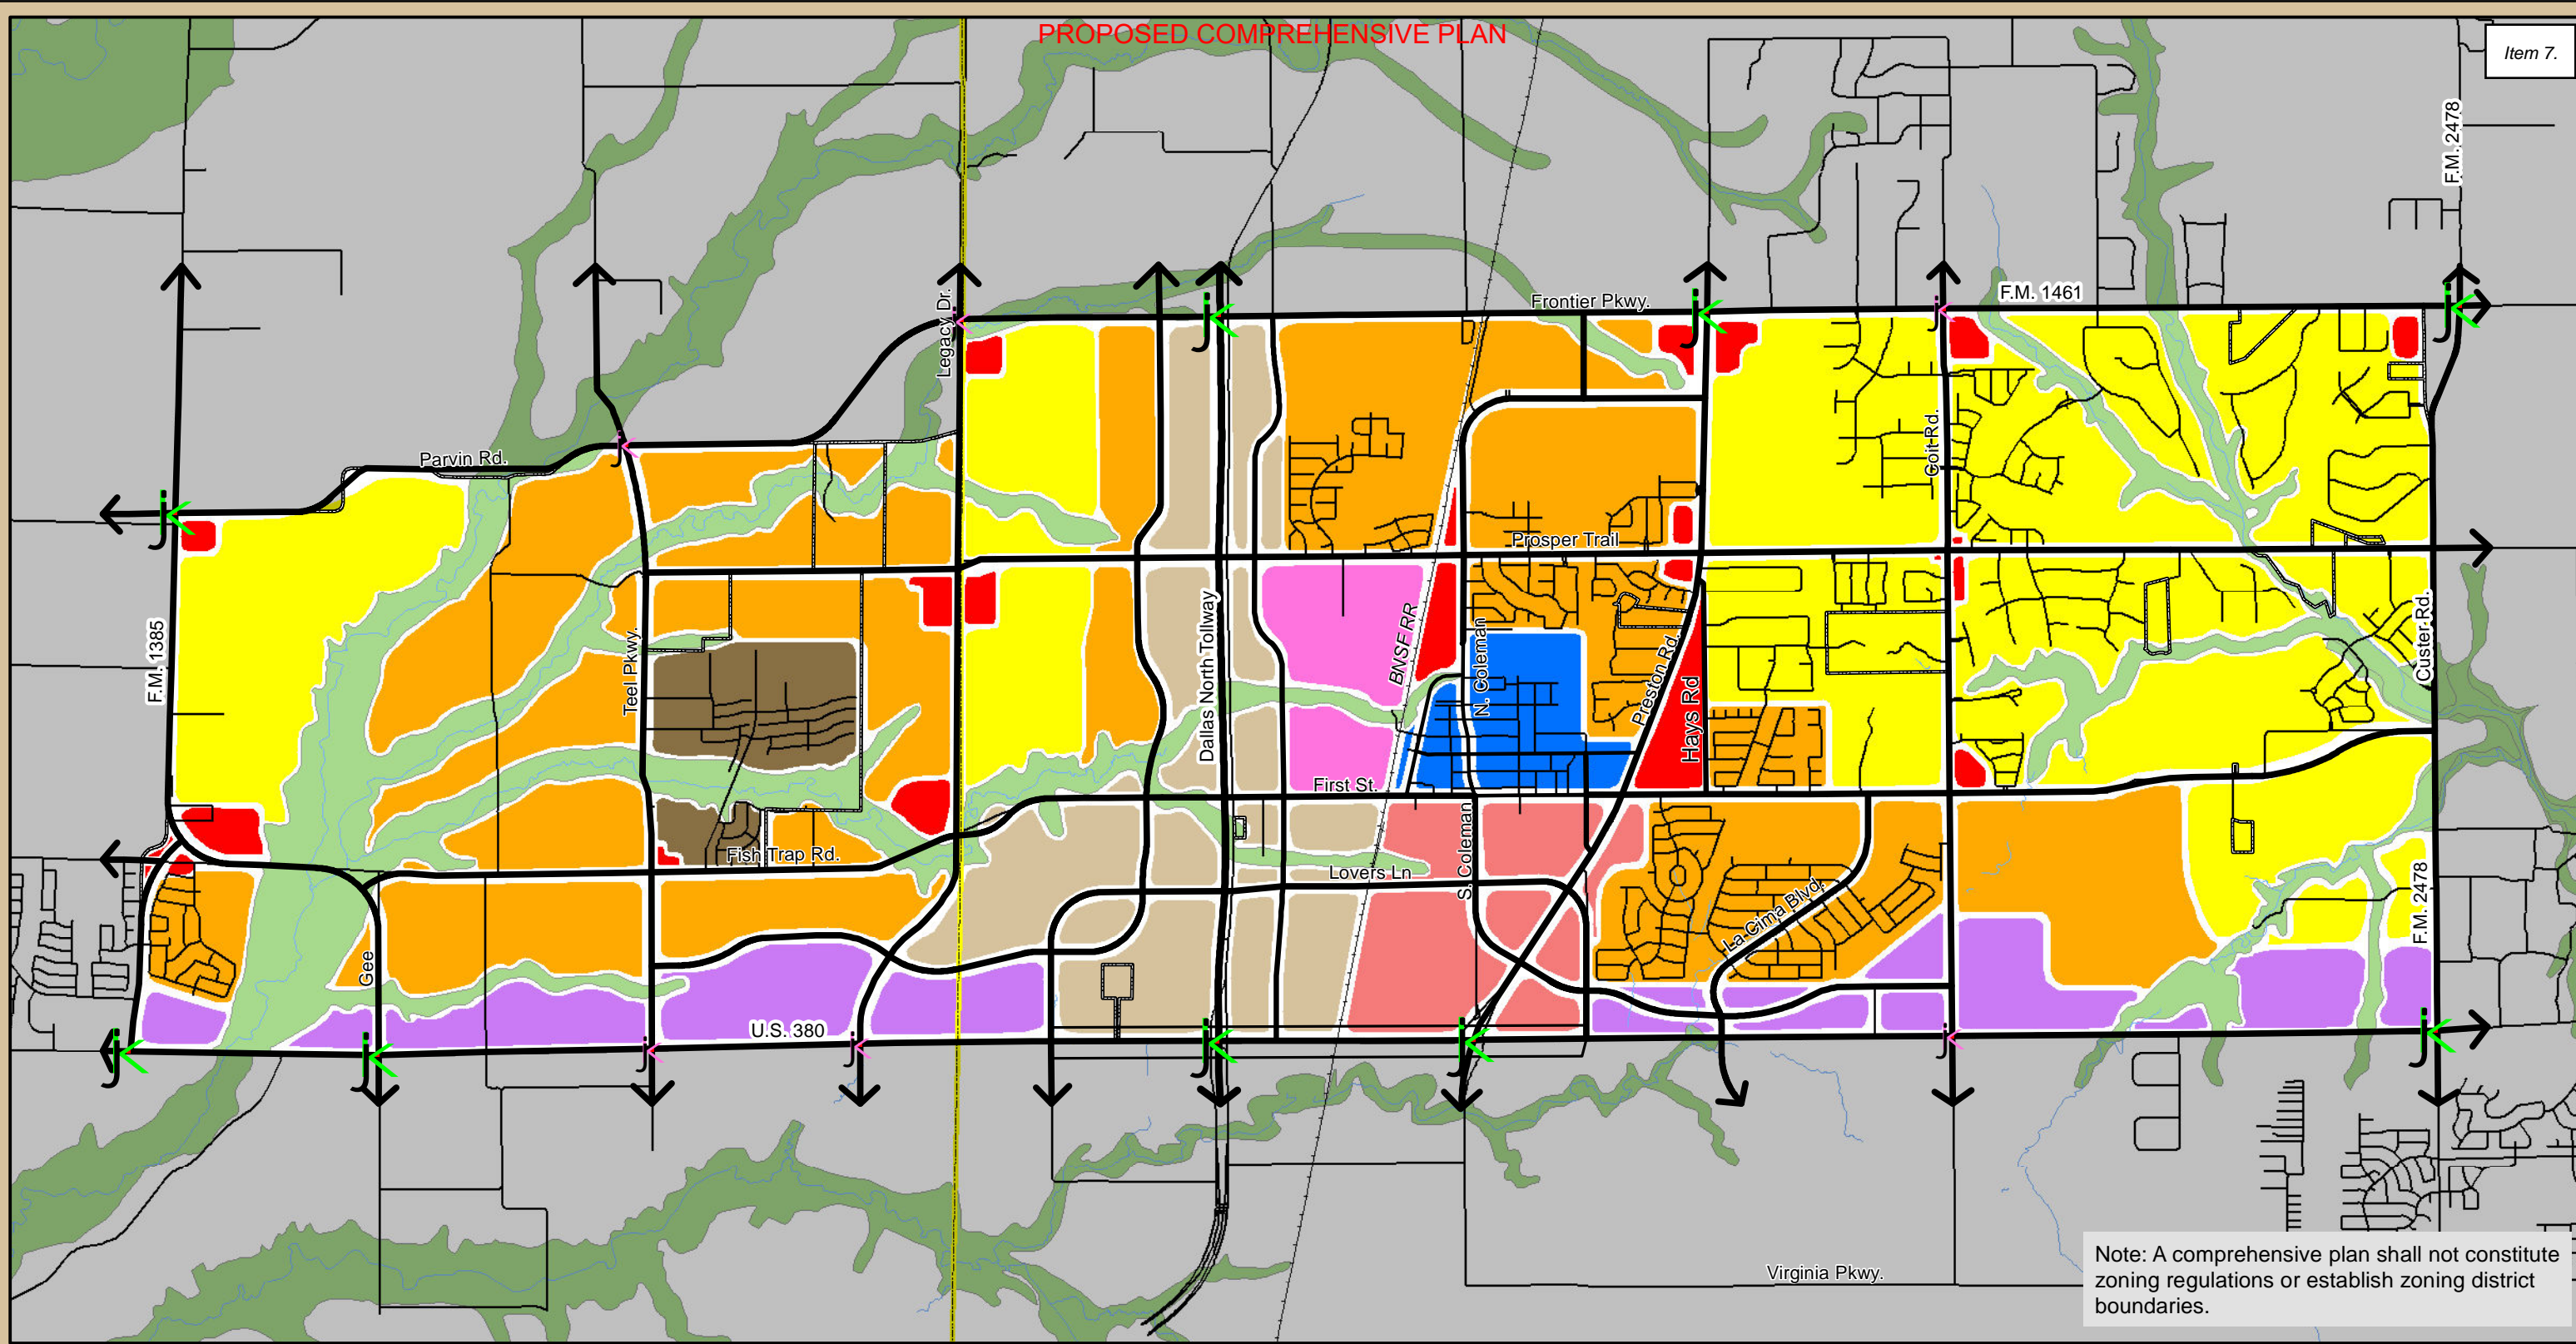 PROPOSED COMPREHENSIVE PLAN
Item 7.
F.M. 2478
Legacy Dr.
Frontier Pkwy.
F.M. 1461
Parvin Rd.
Coit Rd.
Prosper Trail
F.M. 1385
Teel Pkwy.
Dallas North Tollway
BNSF RR
N. Coleman
Preston Rd.
Hays Rd
Custer Rd.
First St.
Fish Trap Rd.
Lovers Ln
S. Coleman
La Cima Blvd.
F.M. 2478
Gee
U.S. 380
Virginia Pkwy.
Note: A comprehensive plan shall not constitute
zoning regulations or establish zoning district
boundaries.